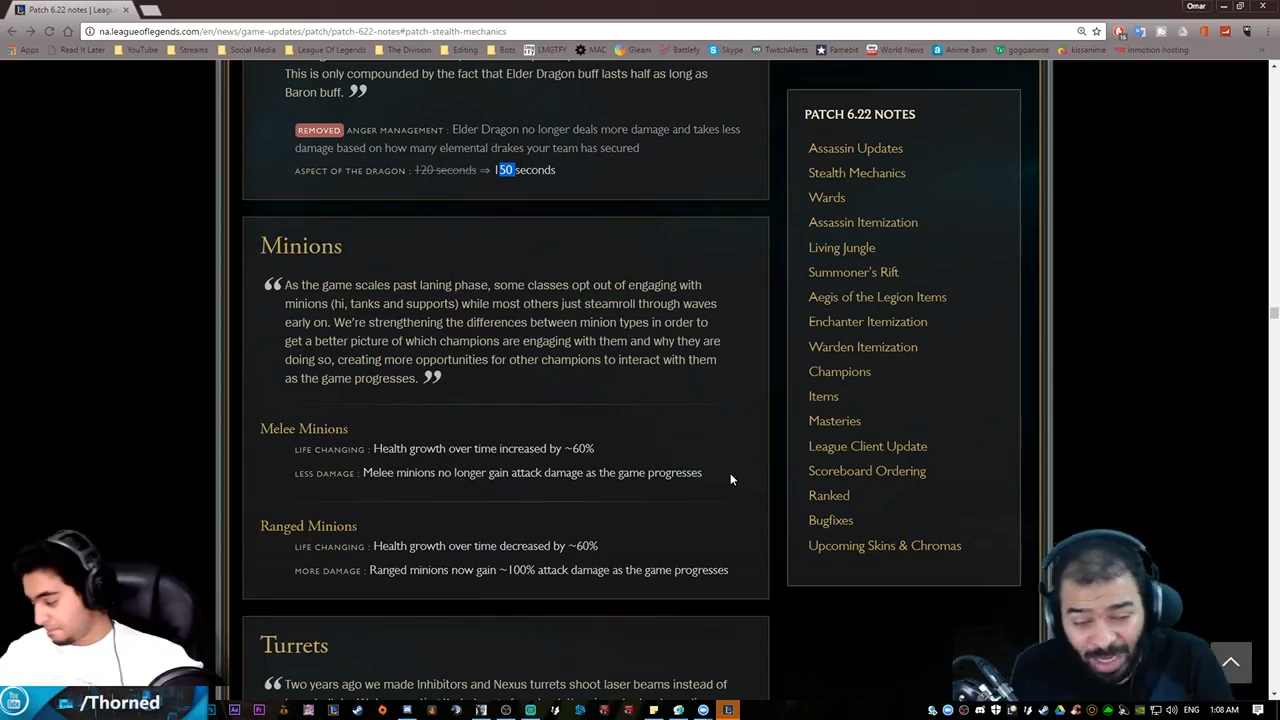 Patch 6.22 notes | Leagu
Omar
na.leagueoflegends.com/en/news/game-updates/patch/patch-622-notes#patch-stealth-mechanics
Apps Read It Later YouTube Streams Social Media League Of Legends The Division Editing Bots LMGTFY MAC Gleam Battlefy Skype TwitchAlerts Famebit World News Anime Bam gogoanime kissanime inmotion hosting
This is only compounded by the fact that Elder Dragon buff lasts half as long as
Baron buff. ”
REMOVED ANGER MANAGEMENT : Elder Dragon no longer deals more damage and takes less
damage based on how many elemental drakes your team has secured
ASPECT OF THE DRAGON : 120 seconds ⇒ 150 seconds
Minions
“ As the game scales past laning phase, some classes opt out of engaging with
minions (hi, tanks and supports) while most others just steamroll through waves
early on. We're strengthening the differences between minion types in order to
get a better picture of which champions are engaging with them and why they are
doing so, creating more opportunities for other champions to interact with them
as the game progresses. ”
Melee Minions
LIFE CHANGING : Health growth over time increased by ~60%
LESS DAMAGE : Melee minions no longer gain attack damage as the game progresses
Ranged Minions
LIFE CHANGING : Health growth over time decreased by ~60%
MORE DAMAGE : Ranged minions now gain ~100% attack damage as the game progresses
Turrets
“ Two years ago we made Inhibitors and Nexus turrets shoot laser beams instead of
PATCH 6.22 NOTES
Assassin Updates
Stealth Mechanics
Wards
Assassin Itemization
Living Jungle
Summoner's Rift
Aegis of the Legion Items
Enchanter Itemization
Warden Itemization
Champions
Items
Masteries
League Client Update
Scoreboard Ordering
Ranked
Bugfixes
Upcoming Skins & Chromas
/Thorned
ENG 1:08 AM